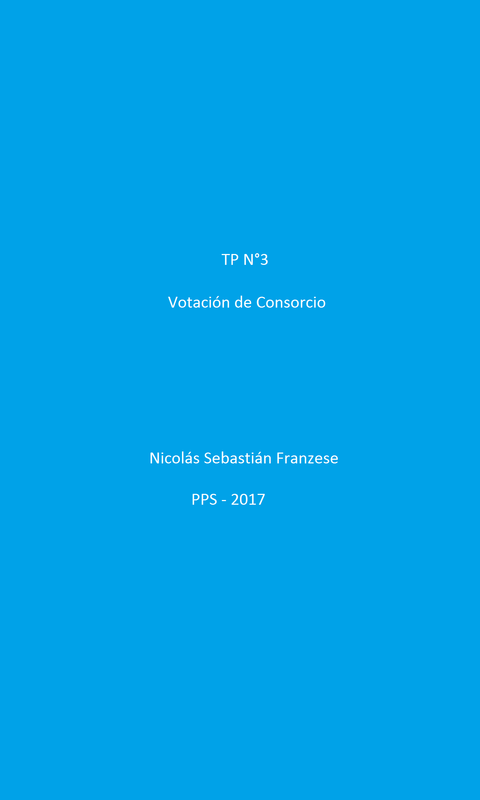 TP N°3
Votación de Consorcio
Nicolás Sebastián Franzese
PPS - 2017